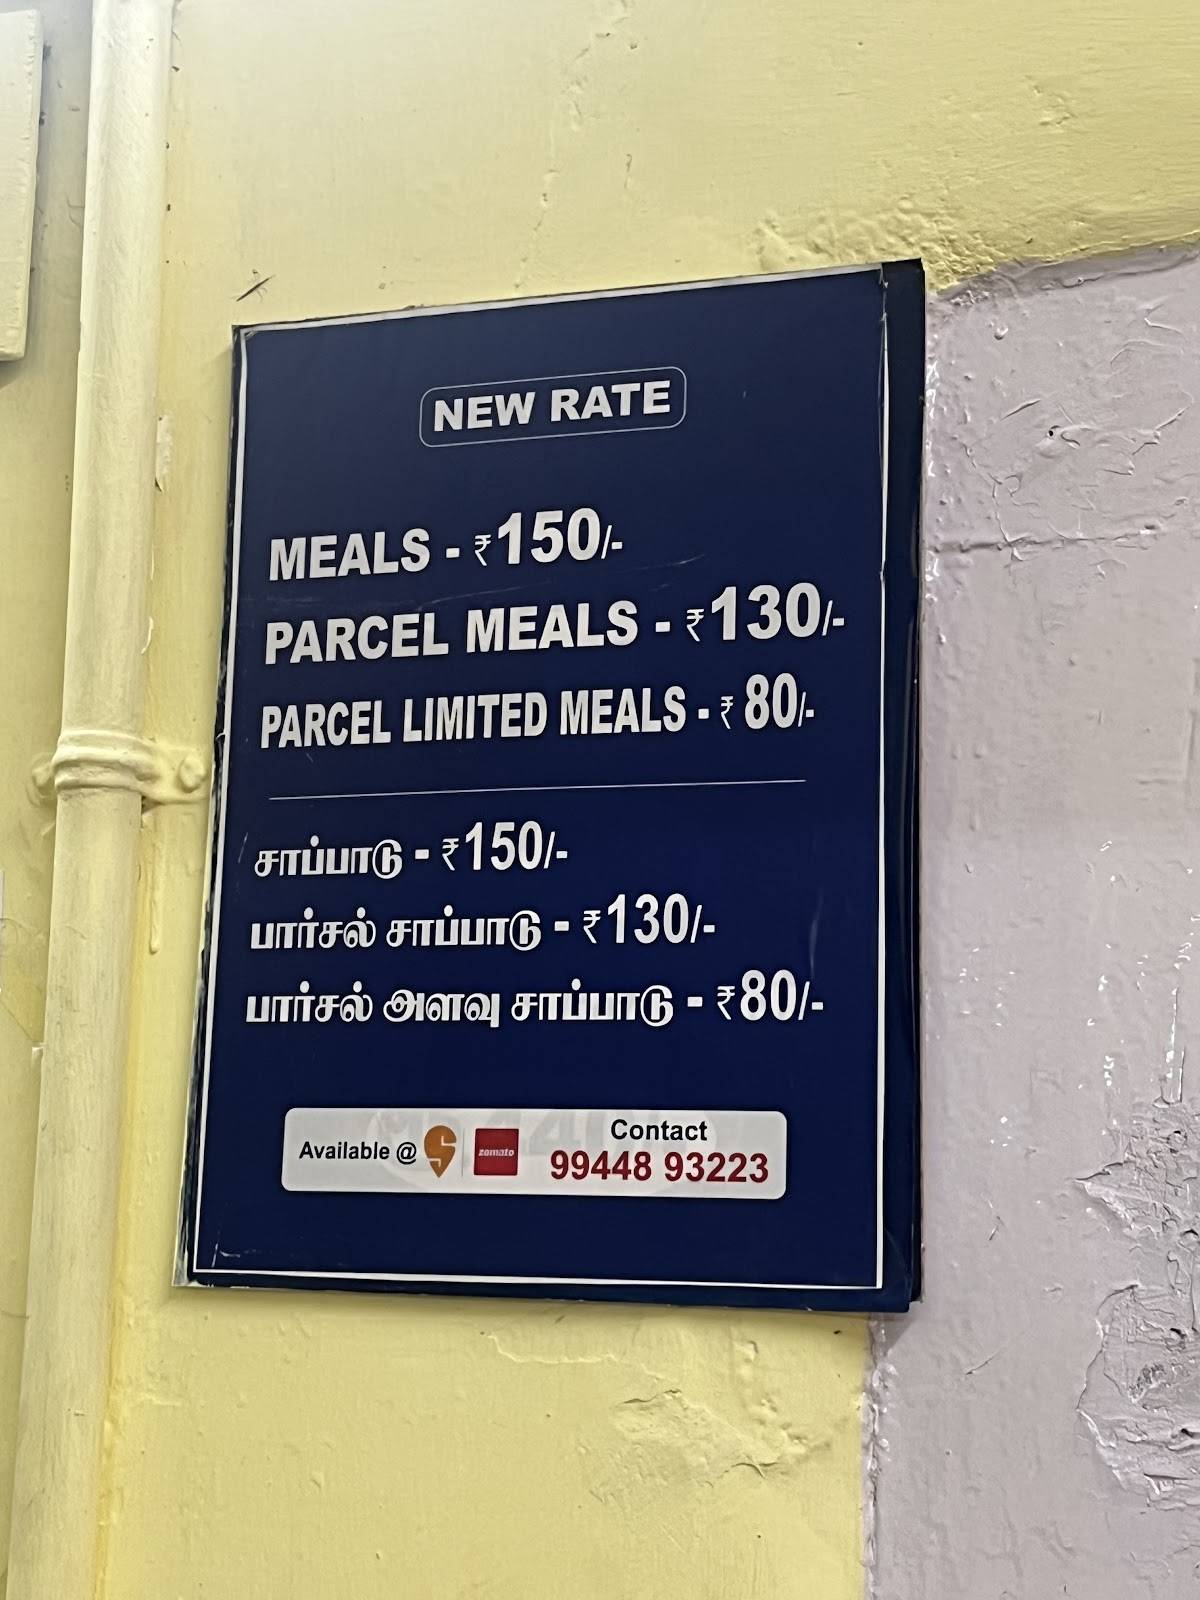 NEW RATE
MEALS - ₹150/-
PARCEL MEALS - ₹130/-
PARCEL LIMITED MEALS - ₹ 80/-
சாப்பாடு - ₹150/-
பார்சல் சாப்பாடு - ₹130/-
பார்சல் அளவு சாப்பாடு - ₹80/-
Available @ zomato
Contact
99448 93223